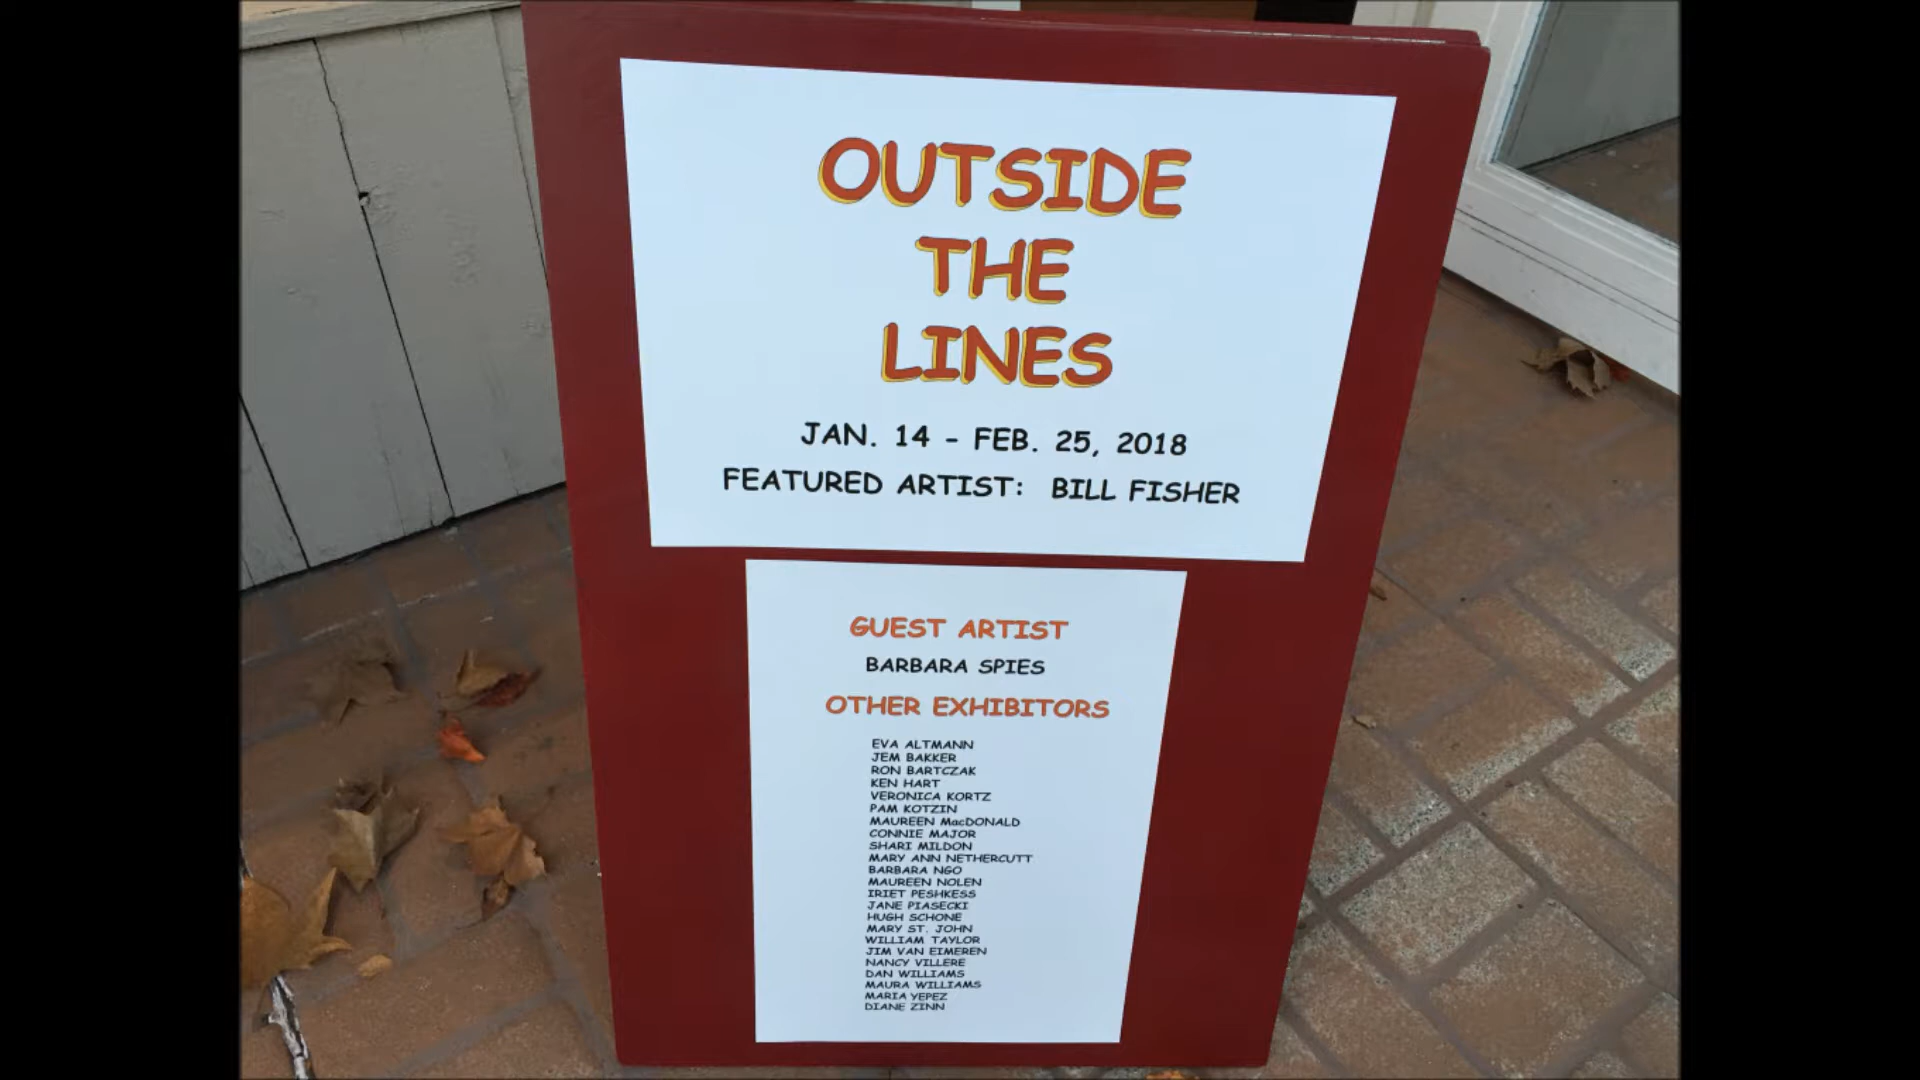 OUTSIDE
THE
LINES
JAN. 14 - FEB. 25, 2018
FEATURED ARTIST: BILL FISHER
GUEST ARTIST
BARBARA SPIES
OTHER EXHIBITORS
EVA ALTMANN
JEM BAKKER
RON BARTCZAK
KEN HART
VERONICA KORTZ
PAM KOTZIN
MAUREEN MacDONALD
CONNIE MAJOR
SHARI MILDON
MARY ANN NETHERCUTT
BARBARA NGO
MAUREEN NOLEN
IRIET PESHKESS
JANE PIASECKI
HUGH SCHONE
MARY ST. JOHN
WILLIAM TAYLOR
JIM VAN EIMEREN
NANCY VILLERE
DAN WILLIAMS
MAURA WILLIAMS
MARIA YEPEZ
DIANE ZINN